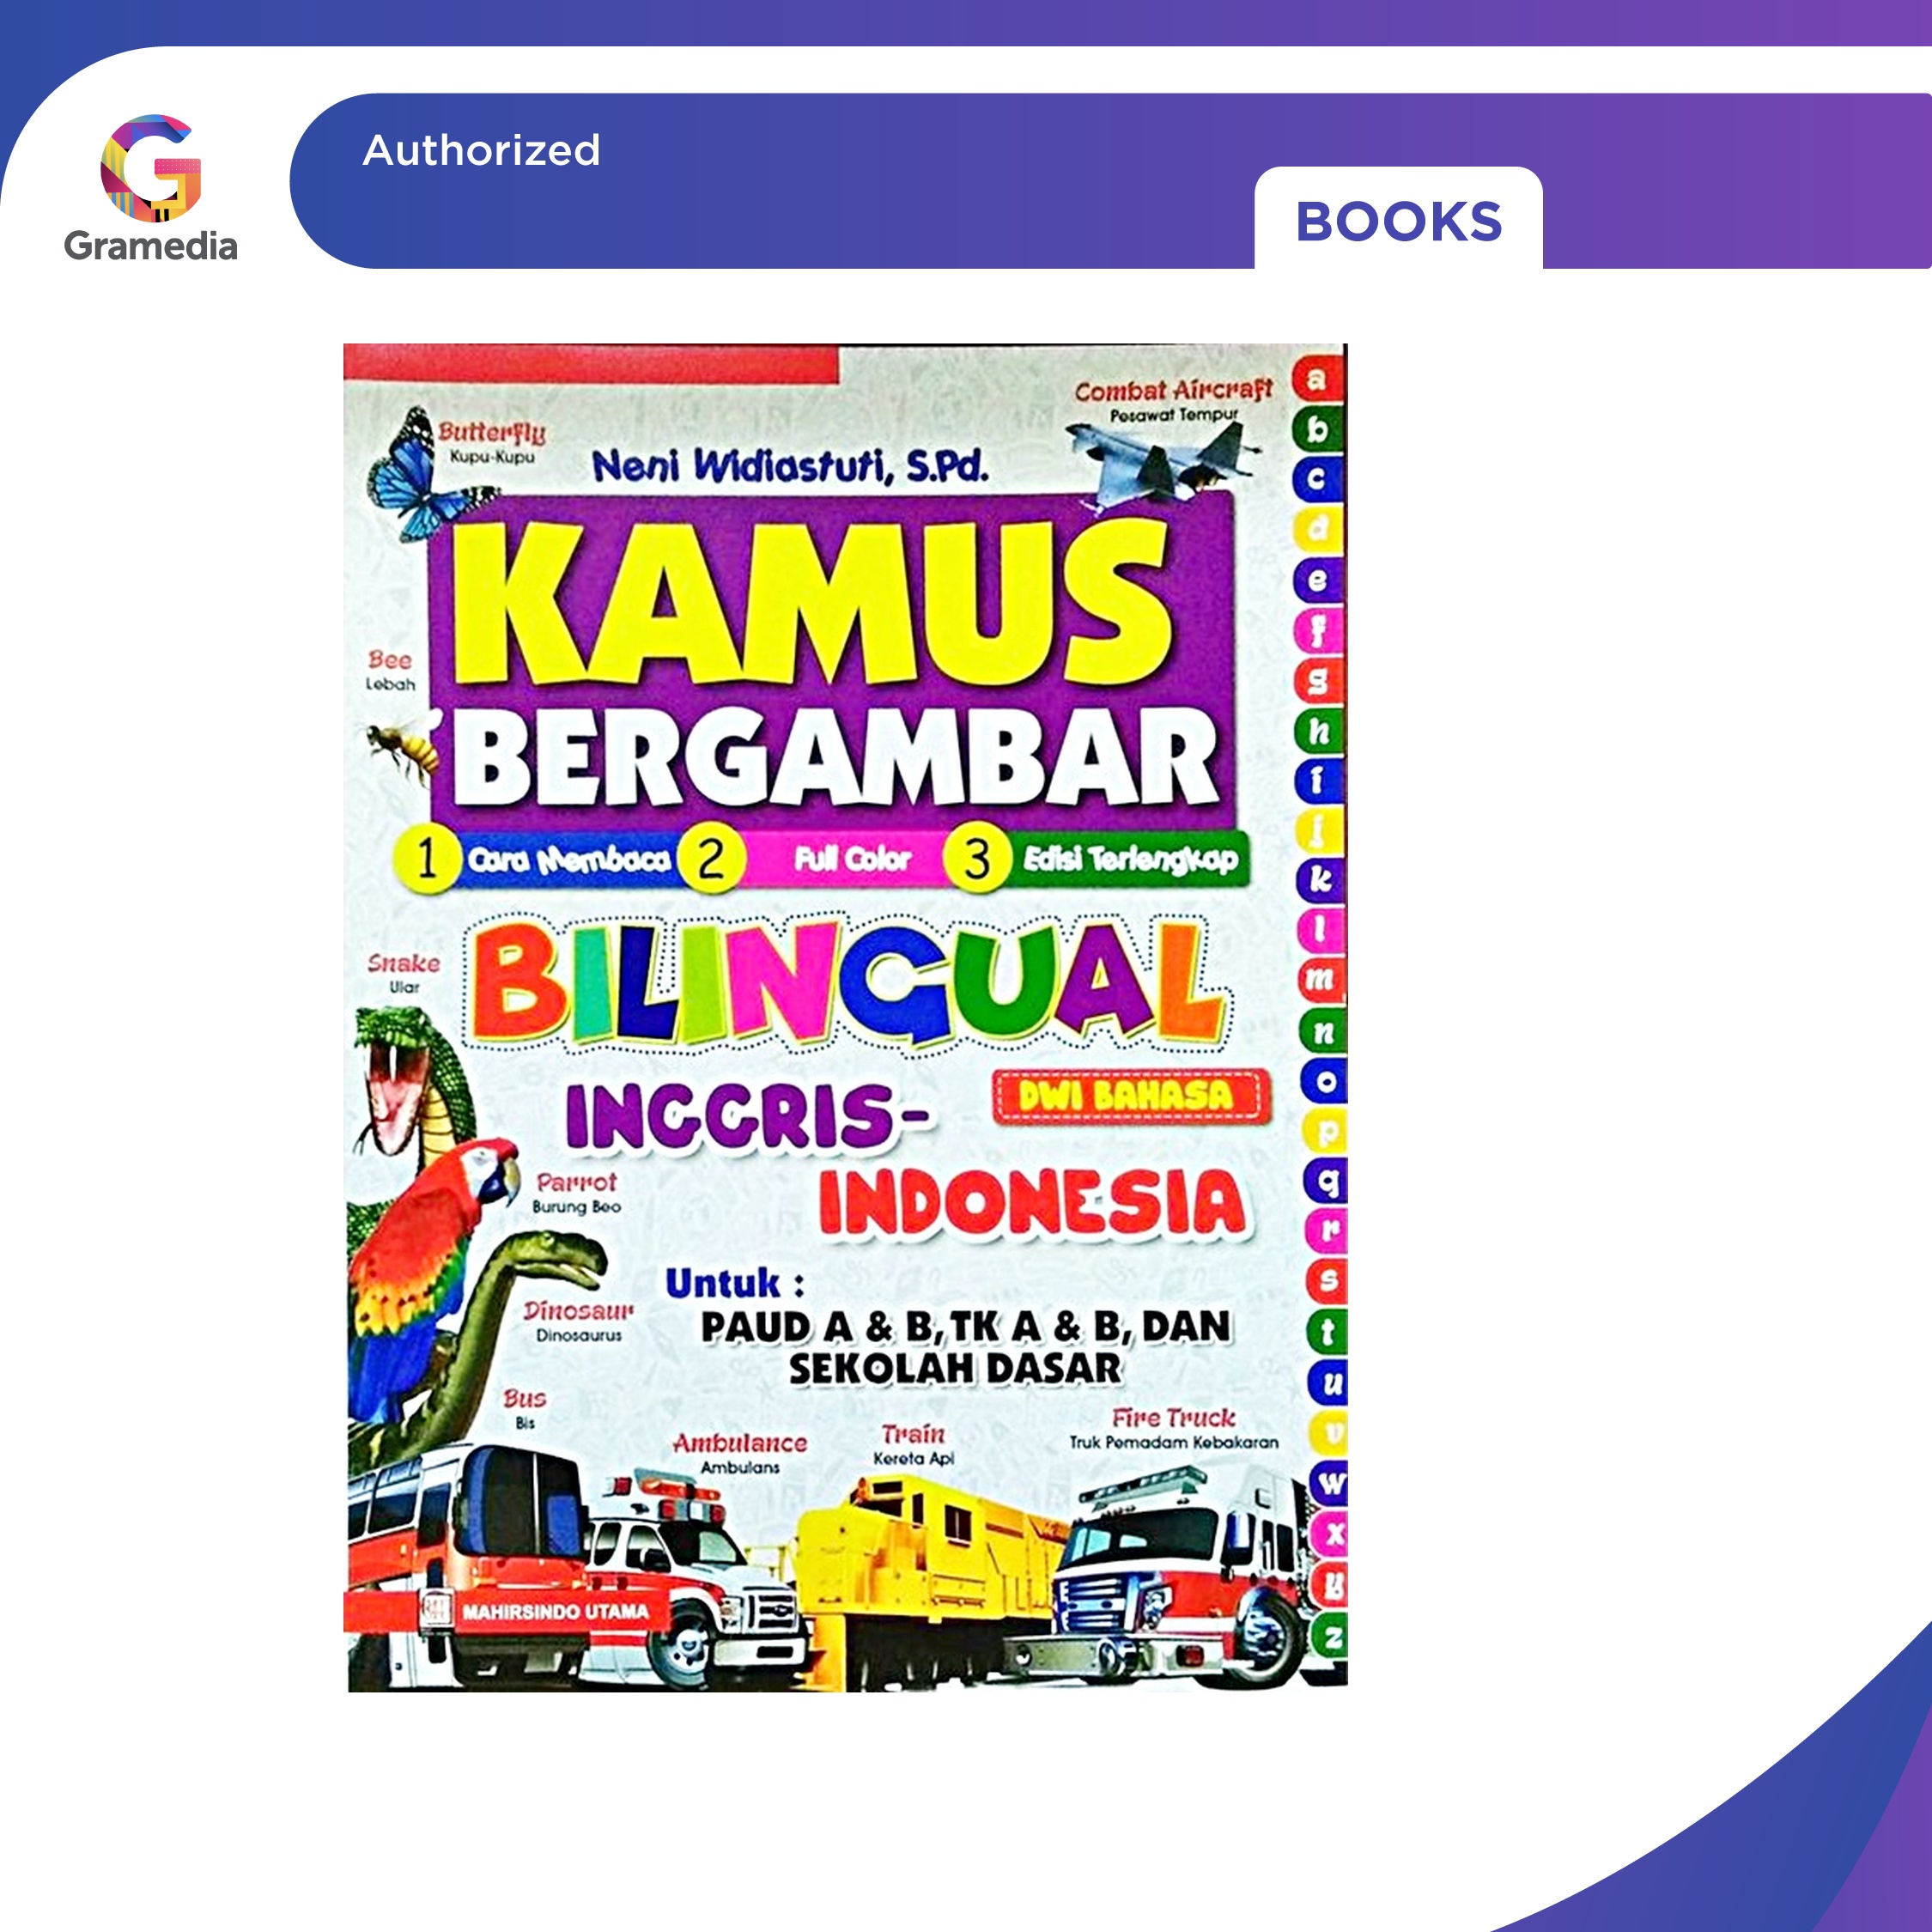 Authorized
BOOKS
Gramedia
Combat Aircraft
Pesawat Tempur
Butterfly
Kupu-Kupu
Neni Widiastuti, S.Pd.
KAMUS
Bee
Lebah
BERGAMBAR
1 Cara Membaca 2 Full Color 3 Edisi Terlengkap
BILINGUAL
Snake
Ular
DWI BAHASA
INGGRIS-
INDONESIA
Parrot
Burung Beo
Untuk :
PAUD A & B, TK A & B, DAN
SEKOLAH DASAR
Dinosaur
Dinosaurus
Bus
Bis
Ambulance
Ambulans
Train
Kereta Api
Fire Truck
Truk Pemadam Kebakaran
MAHIRSINDO UTAMA
a
b
c
d
e
f
g
h
i
j
k
l
m
n
o
p
q
r
s
t
u
v
w
x
y
z